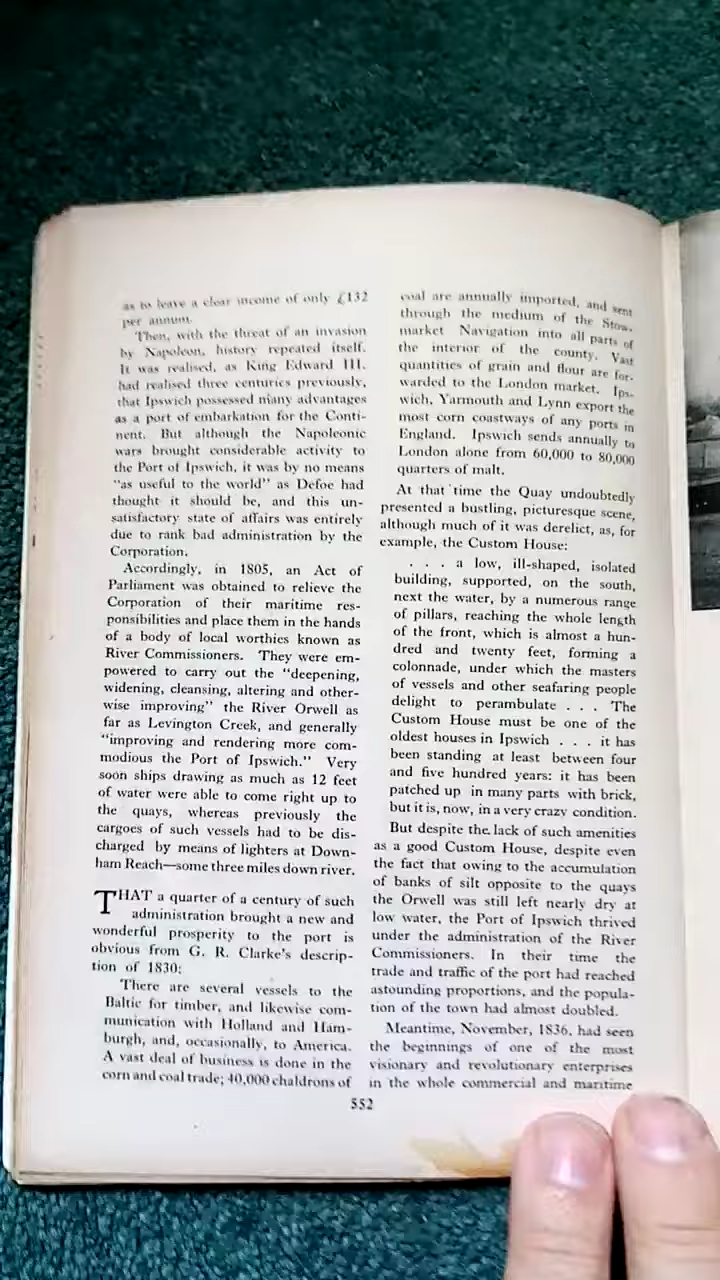 as to leave a clear income of only £132
per annum.
Then, with the threat of an invasion
by Napoleon, history repeated itself.
It was realised, as King Edward III.
had realised three centuries previously,
that Ipswich possessed many advantages
as a port of embarkation for the Conti-
nent. But although the Napoleonic
wars brought considerable activity to
the Port of Ipswich, it was by no means
"as useful to the world" as Defoe had
thought it should be, and this un-
satisfactory state of affairs was entirely
due to rank bad administration by the
Corporation.
Accordingly, in 1805, an Act of
Parliament was obtained to relieve the
Corporation of their maritime res-
ponsibilities and place them in the hands
of a body of local worthies known as
River Commissioners. They were em-
powered to carry out the "deepening,
widening, cleansing, altering and other-
wise improving" the River Orwell as
far as Levington Creek, and generally
"improving and rendering more com-
modious the Port of Ipswich." Very
soon ships drawing as much as 12 feet
of water were able to come right up to
the quays, whereas previously the
cargoes of such vessels had to be dis-
charged by means of lighters at Down-
ham Reach—some three miles down river.
THAT a quarter of a century of such
administration brought a new and
wonderful prosperity to the port is
obvious from G. R. Clarke's descrip-
tion of 1830:
There are several vessels to the
Baltic for timber, and likewise com-
munication with Holland and Ham-
burgh, and, occasionally, to America.
A vast deal of business is done in the
corn and coal trade; 40,000 chaldrons of
coal are annually imported, and sent
through the medium of the Stow-
market Navigation into all parts of
the interior of the county. Vast
quantities of grain and flour are for-
warded to the London market. Ips-
wich, Yarmouth and Lynn export the
most corn coastways of any ports in
England. Ipswich sends annually to
London alone from 60,000 to 80,000
quarters of malt.
At that time the Quay undoubtedly
presented a bustling, picturesque scene,
although much of it was derelict, as, for
example, the Custom House:
. . . a low, ill-shaped, isolated
building, supported, on the south,
next the water, by a numerous range
of pillars, reaching the whole length
of the front, which is almost a hun-
dred and twenty feet, forming a
colonnade, under which the masters
of vessels and other seafaring people
delight to perambulate . . . The
Custom House must be one of the
oldest houses in Ipswich . . . it has
been standing at least between four
and five hundred years: it has been
patched up in many parts with brick,
but it is, now, in a very crazy condition.
But despite the lack of such amenities
as a good Custom House, despite even
the fact that owing to the accumulation
of banks of silt opposite to the quays
the Orwell was still left nearly dry at
low water, the Port of Ipswich thrived
under the administration of the River
Commissioners. In their time the
trade and traffic of the port had reached
astounding proportions, and the popula-
tion of the town had almost doubled.
Meantime, November, 1836, had seen
the beginnings of one of the most
visionary and revolutionary enterprises
in the whole commercial and maritime
552